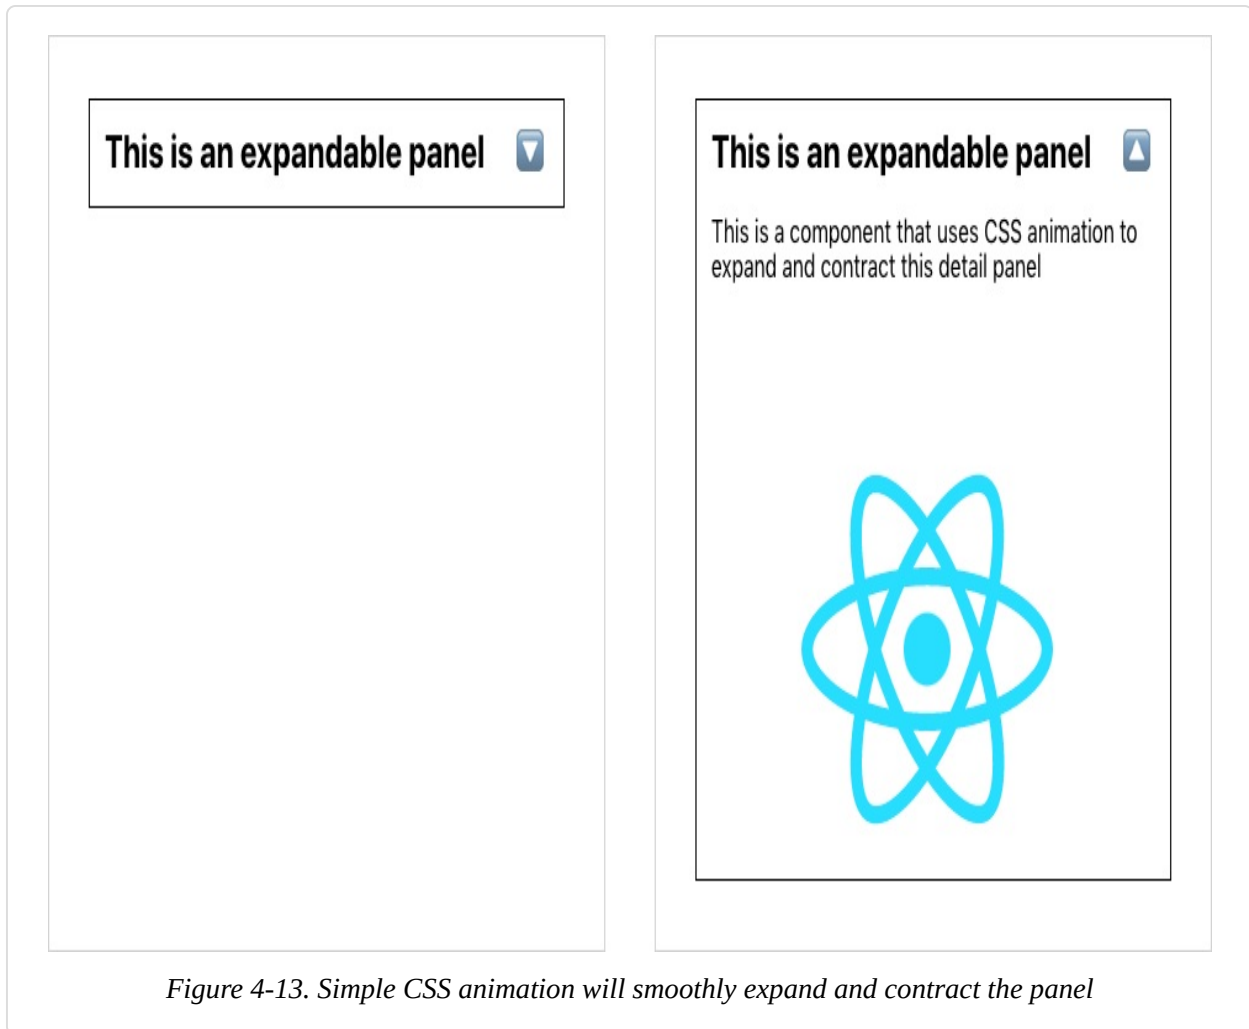 This is an expandable panel
This is an expandable panel
This is a component that uses CSS animation to
expand and contract this detail panel
Figure 4-13. Simple CSS animation will smoothly expand and contract the panel